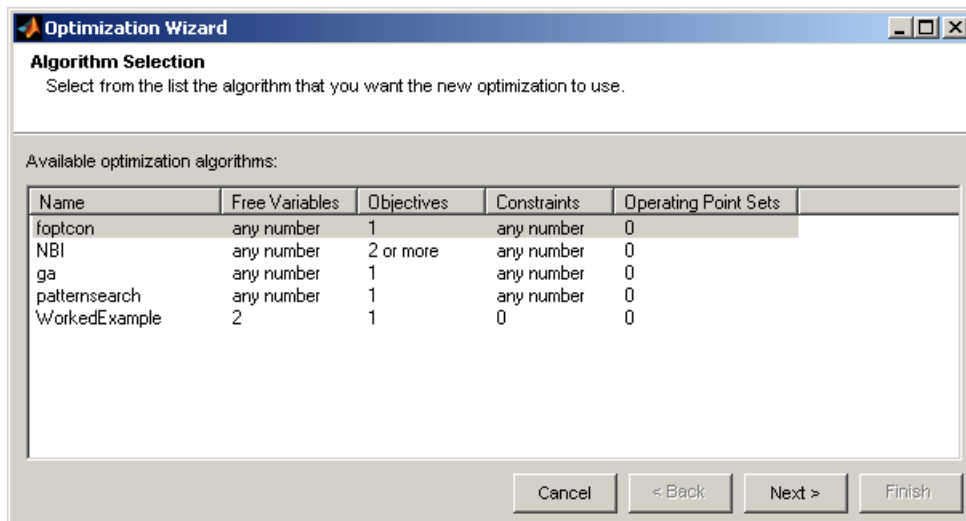 Optimization Wizard
Algorithm Selection
Select from the list the algorithm that you want the new optimization to use.
Available optimization algorithms:
Name Free Variables Objectives Constraints Operating Point Sets
foptcon any number 1 any number 0
NBI any number 2 or more any number 0
ga any number 1 any number 0
patternsearch any number 1 any number 0
WorkedExample 2 1 0 0
Cancel < Back Next > Finish